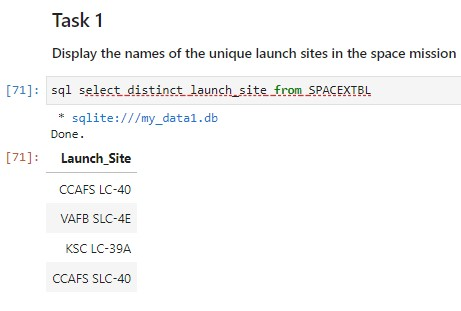 Task 1
Display the names of the unique launch sites in the space mission
[71]: sql select distinct launch_site from SPACEXTBL
* sqlite:///my_data1.db
Done.
[71]: Launch_Site
CCAFS LC-40
VAFB SLC-4E
KSC LC-39A
CCAFS SLC-40